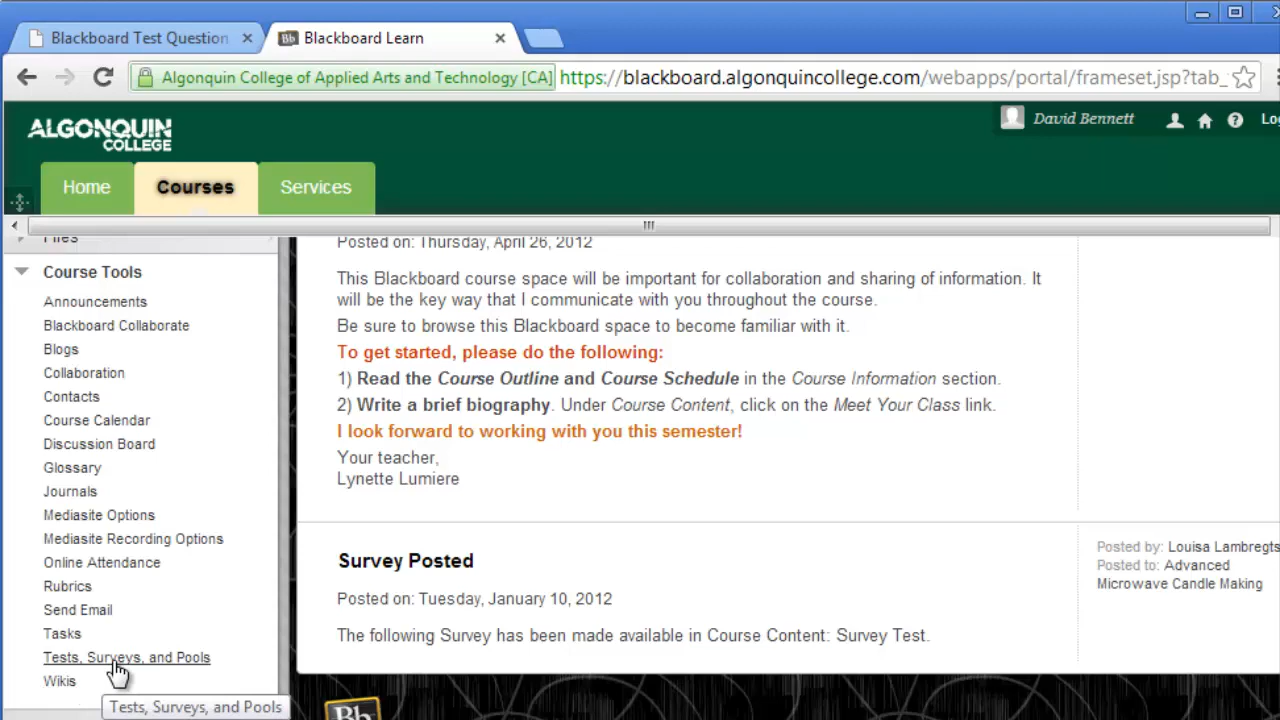 Blackboard Test Question
Blackboard Learn
Algonquin College of Applied Arts and Technology [CA]
https://blackboard.algonquincollege.com/webapps/portal/frameset.jsp?tab_
ALGONQUIN
COLLEGE
David Bennett
Home
Courses
Services
Files
Course Tools
Announcements
Blackboard Collaborate
Blogs
Collaboration
Contacts
Course Calendar
Discussion Board
Glossary
Journals
Mediasite Options
Mediasite Recording Options
Online Attendance
Rubrics
Send Email
Tasks
Tests, Surveys, and Pools
Wikis
Tests, Surveys, and Pools
Posted on: Thursday, April 26, 2012
This Blackboard course space will be important for collaboration and sharing of information. It
will be the key way that I communicate with you throughout the course.
Be sure to browse this Blackboard space to become familiar with it.
To get started, please do the following:
1) Read the Course Outline and Course Schedule in the Course Information section.
2) Write a brief biography. Under Course Content, click on the Meet Your Class link.
I look forward to working with you this semester!
Your teacher,
Lynette Lumiere
Survey Posted
Posted on: Tuesday, January 10, 2012
The following Survey has been made available in Course Content: Survey Test.
Posted by: Louisa Lambregts
Posted to: Advanced
Microwave Candle Making
Bb